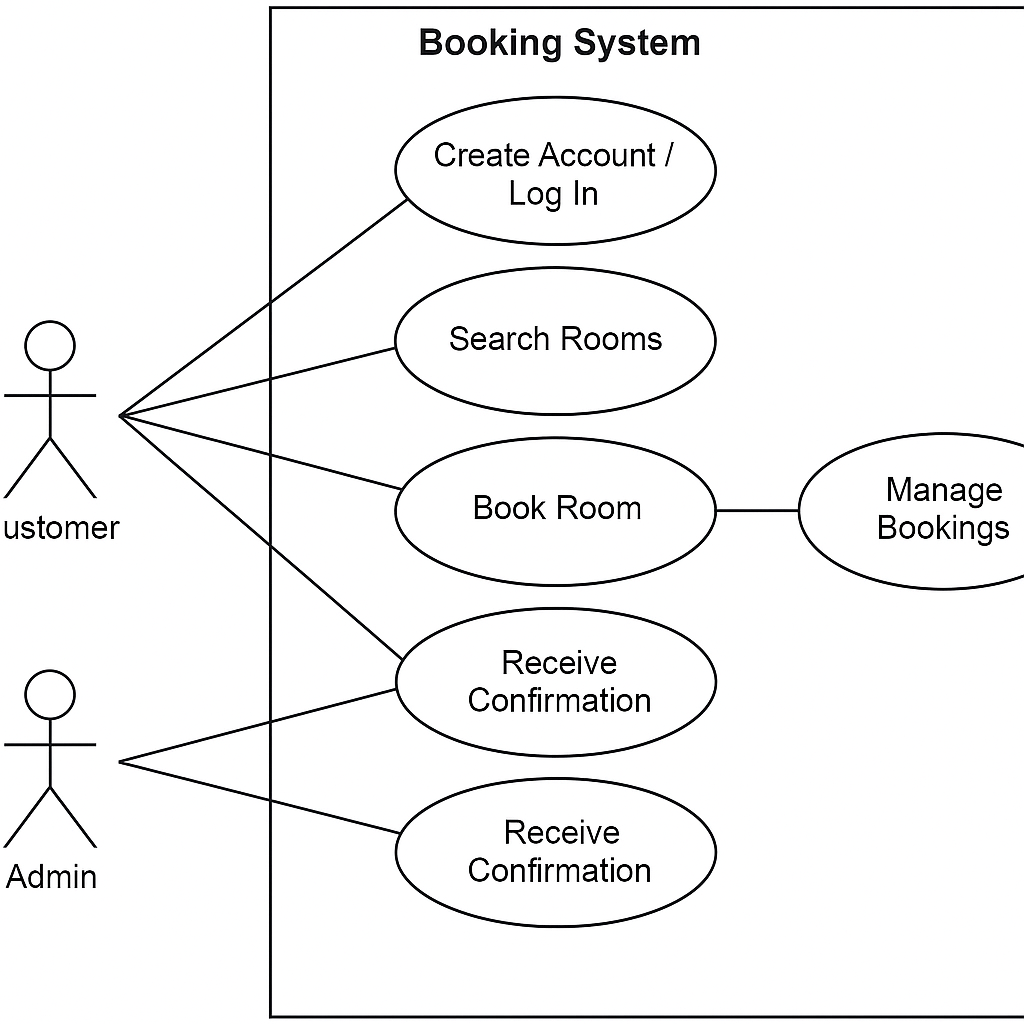 Booking System
Create Account /
Log In
Search Rooms
Book Room
Manage
Bookings
ustomer
Receive
Confirmation
Receive
Confirmation
Admin